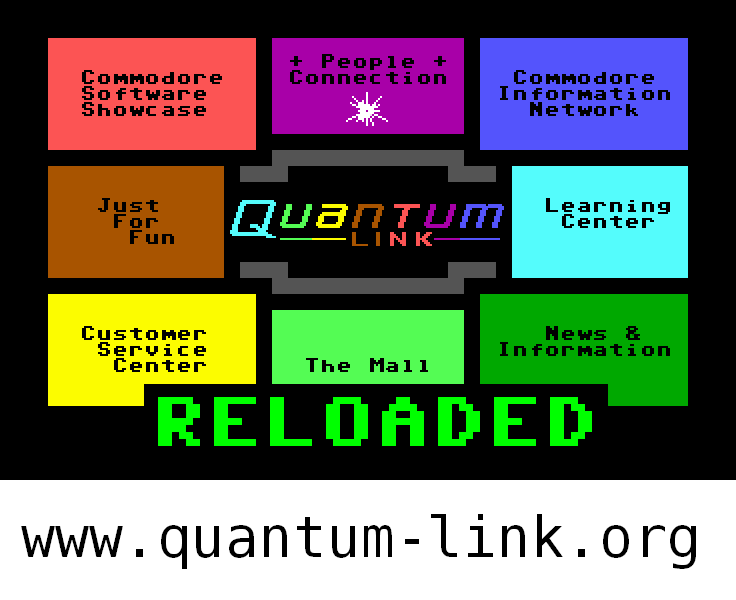 Commodore
Software
Showcase
+ People +
Connection
Commodore
Information
Network
Just
For
Fun
Quantum
LINK
Learning
Center
Customer
Service
Center
The Mall
News &
Information
RELOADED
www.quantum-link.org